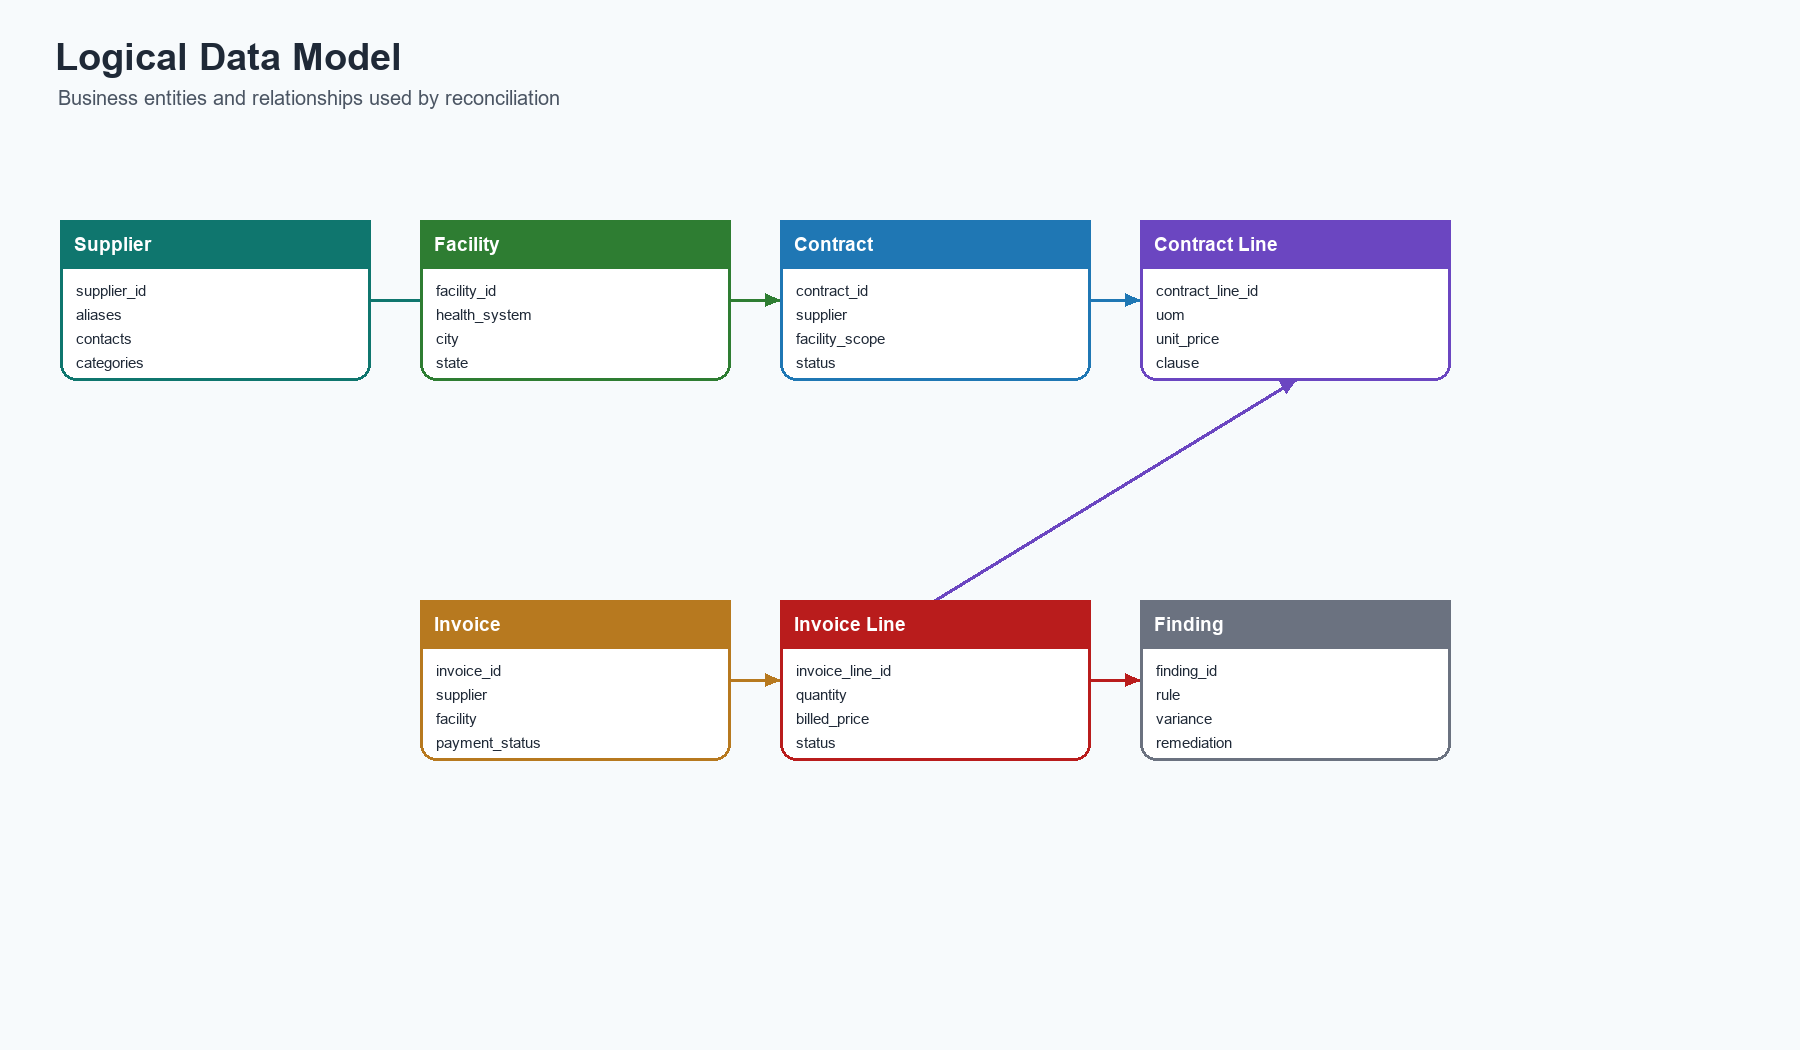 Logical Data Model
Business entities and relationships used by reconciliation
Supplier
supplier_id
aliases
contacts
categories
Facility
facility_id
health_system
city
state
Contract
contract_id
supplier
facility_scope
status
Contract Line
contract_line_id
uom
unit_price
clause
Invoice
invoice_id
supplier
facility
payment_status
Invoice Line
invoice_line_id
quantity
billed_price
status
Finding
finding_id
rule
variance
remediation